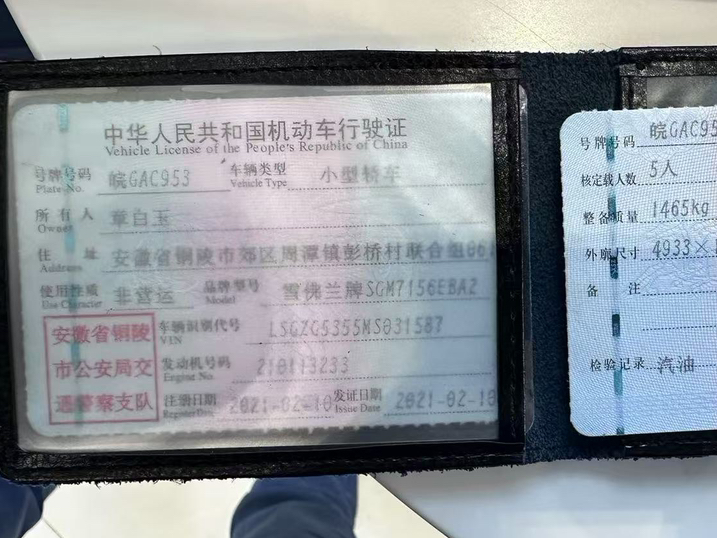 中华人民共和国机动车行驶证
Vehicle License of the People's Republic of China
号牌号码 皖GAC953 车辆类型 小型轿车
Plate No. Vehicle Type
所有人 章自玉
Owner
住址 安徽省铜陵市郊区周潭镇彭桥村联合组061
Address
使用性质 非营运 品牌型号 雪佛兰牌SGM7156EBA2
Use Character Model
安徽省铜陵
市公安局交
通警察支队
车辆识别代号 LSGZG5355MS031587
VIN
发动机号码 210113233
Engine No.
注册日期 2021-02-10 发证日期 2021-02-18
Register Date Issue Date
号牌号码 皖GAC95
核定载人数 5人
整备质量 1465kg
外廓尺寸 4933×
备注
检验记录 汽油